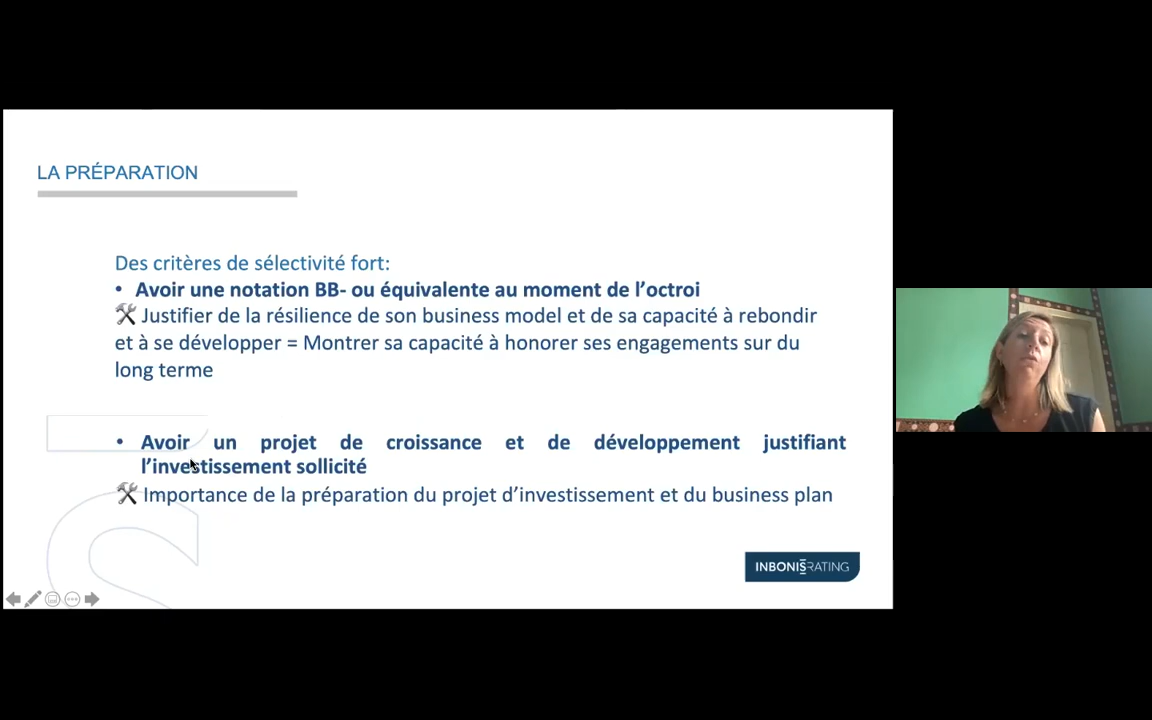 LA PRÉPARATION
Des critères de sélectivité fort:
• Avoir une notation BB- ou équivalente au moment de l'octroi
🛠 Justifier de la résilience de son business model et de sa capacité à rebondir
et à se développer = Montrer sa capacité à honorer ses engagements sur du
long terme
• Avoir un projet de croissance et de développement justifiant
l'investissement sollicité
🛠 Importance de la préparation du projet d'investissement et du business plan
INBONISRATING